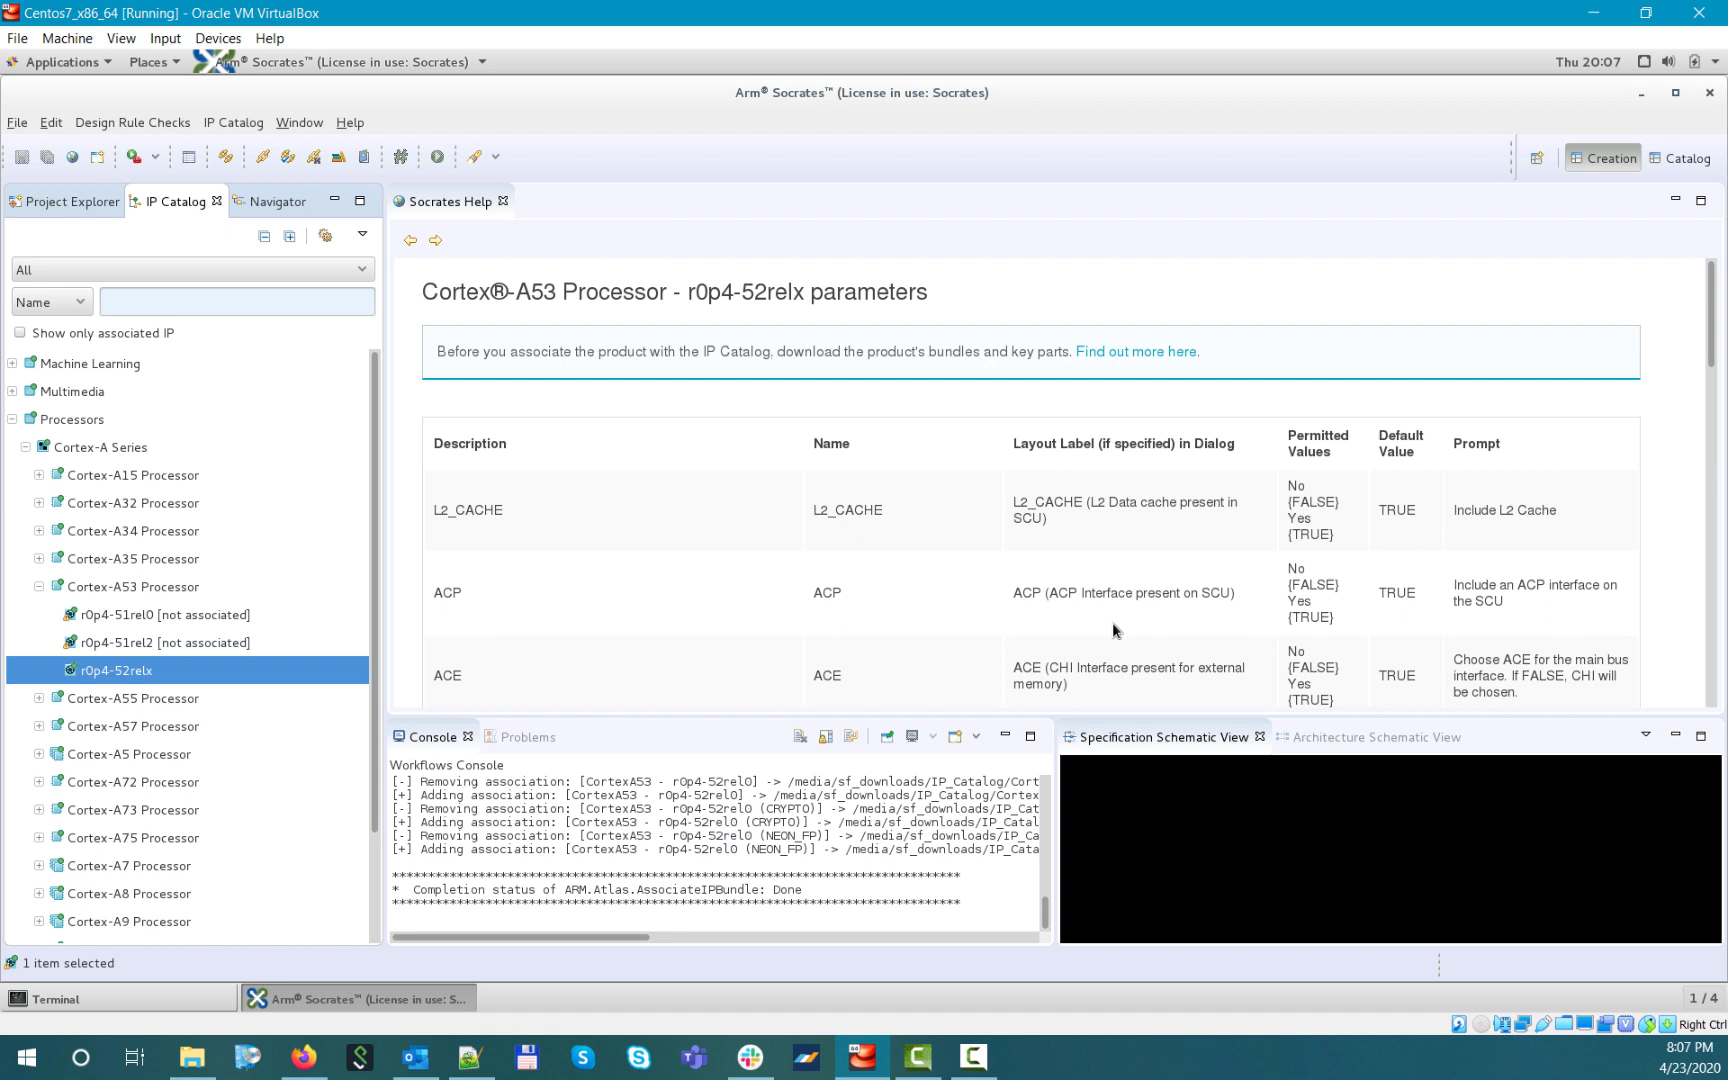 Centos7_x86_64 [Running] - Oracle VM VirtualBox
File Machine View Input Devices Help
Applications Places Arm® Socrates™ (License in use: Socrates) Thu 20:07
Arm® Socrates™ (License in use: Socrates)
File Edit Design Rule Checks IP Catalog Window Help
Creation Catalog
Project Explorer IP Catalog Navigator
All
Name
Show only associated IP
Machine Learning
Multimedia
Processors
Cortex-A Series
Cortex-A15 Processor
Cortex-A32 Processor
Cortex-A34 Processor
Cortex-A35 Processor
Cortex-A53 Processor
r0p4-51rel0 [not associated]
r0p4-51rel2 [not associated]
r0p4-52relx
Cortex-A55 Processor
Cortex-A57 Processor
Cortex-A5 Processor
Cortex-A72 Processor
Cortex-A73 Processor
Cortex-A75 Processor
Cortex-A7 Processor
Cortex-A8 Processor
Cortex-A9 Processor
Socrates Help
Cortex®-A53 Processor - r0p4-52relx parameters
Before you associate the product with the IP Catalog, download the product's bundles and key parts. Find out more here.
Description Name Layout Label (if specified) in Dialog Permitted Values Default Value Prompt
L2_CACHE L2_CACHE L2_CACHE (L2 Data cache present in SCU) No {FALSE} Yes {TRUE} TRUE Include L2 Cache
ACP ACP ACP (ACP Interface present on SCU) No {FALSE} Yes {TRUE} TRUE Include an ACP interface on the SCU
ACE ACE ACE (CHI Interface present for external memory) No {FALSE} Yes {TRUE} TRUE Choose ACE for the main bus interface. If FALSE, CHI will be chosen.
Console Problems
Workflows Console
[-] Removing association: [CortexA53 - r0p4-52rel0] -> /media/sf_downloads/IP_Catalog/Cort
[+] Adding association: [CortexA53 - r0p4-52rel0] -> /media/sf_downloads/IP_Catalog/Cortex
[-] Removing association: [CortexA53 - r0p4-52rel0 (CRYPTO)] -> /media/sf_downloads/IP_Cat
[+] Adding association: [CortexA53 - r0p4-52rel0 (CRYPTO)] -> /media/sf_downloads/IP_Catal
[-] Removing association: [CortexA53 - r0p4-52rel0 (NEON_FP)] -> /media/sf_downloads/IP_Ca
[+] Adding association: [CortexA53 - r0p4-52rel0 (NEON_FP)] -> /media/sf_downloads/IP_Cata
**********************************************************************************
* Completion status of ARM.Atlas.AssociateIPBundle: Done
**********************************************************************************
Specification Schematic View Architecture Schematic View
1 item selected
Terminal Arm® Socrates™ (License in use: S... 1 / 4
Right Ctrl
8:07 PM
4/23/2020